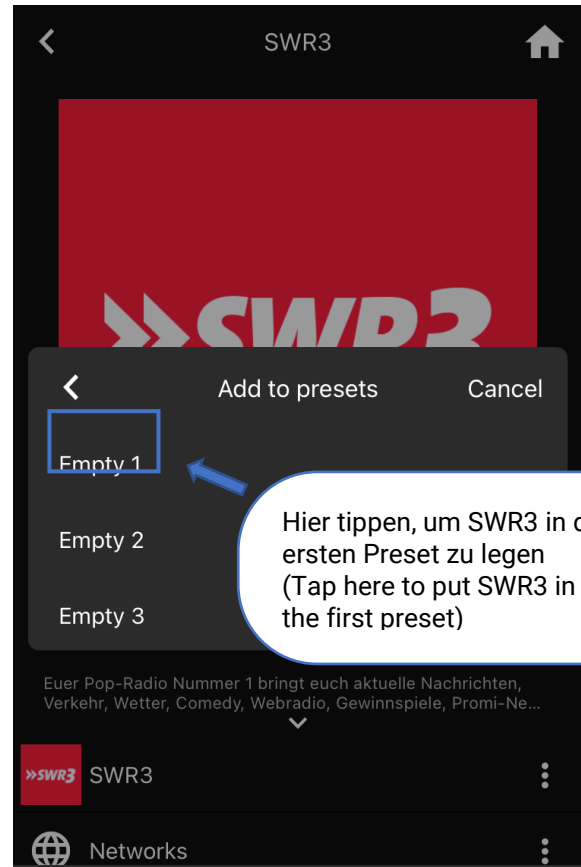 SWR3
SWR3
Add to presets
Cancel
Empty 1
Empty 2
Empty 3
Hier tippen, um SWR3 in
ersten Preset zu legen
(Tap here to put SWR3 in
the first preset)
Euer Pop-Radio Nummer 1 bringt euch aktuelle Nachrichten,
Verkehr, Wetter, Comedy, Webradio, Gewinnspiele, Promi-Ne...
SWR3
SWR3
Networks